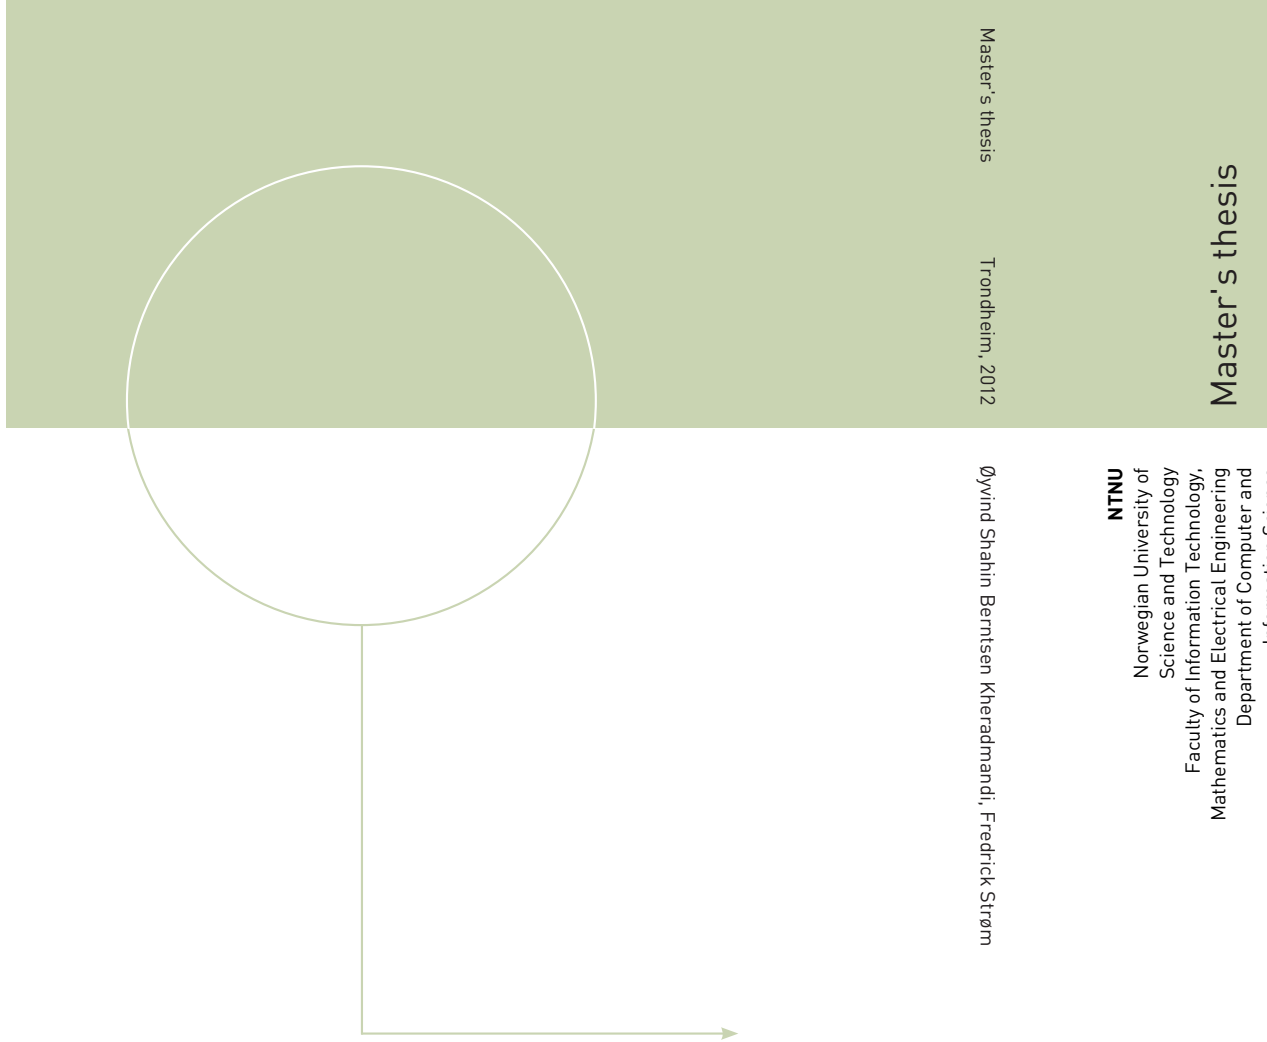 Master's thesis
Trondheim, 2012
Øyvind Shahin Berntsen Kheradmandi, Fredrick Strøm
Master's thesis
NTNU
Norwegian University of
Science and Technology
Faculty of Information Technology,
Mathematics and Electrical Engineering
Department of Computer and